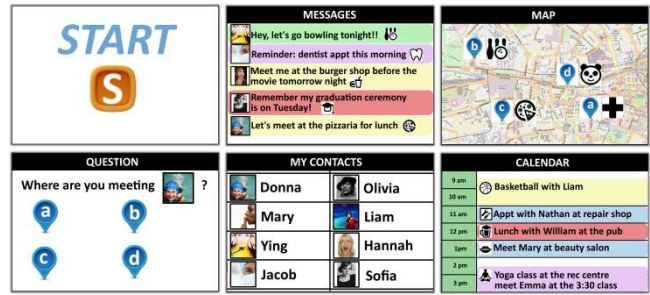 START
S
MESSAGES
Hey, let's go bowling tonight!!
Reminder: dentist appt this morning
Meet me at the burger shop before the
movie tomorrow night
Remember my graduation ceremony
is on Tuesday!
Let's meet at the pizzaria for lunch
MAP
b
d
c
a
QUESTION
Where are you meeting ?
a
b
c
d
MY CONTACTS
Donna
Olivia
Mary
Liam
Ying
Hannah
Jacob
Sofia
CALENDAR
9 am
Basketball with Liam
10 am
11 am
Appt with Nathan at repair shop
12 pm
Lunch with William at the pub
1pm
Meet Mary at beauty salon
2 pm
Yoga class at the rec centre
3 pm
meet Emma at the 3:30 class